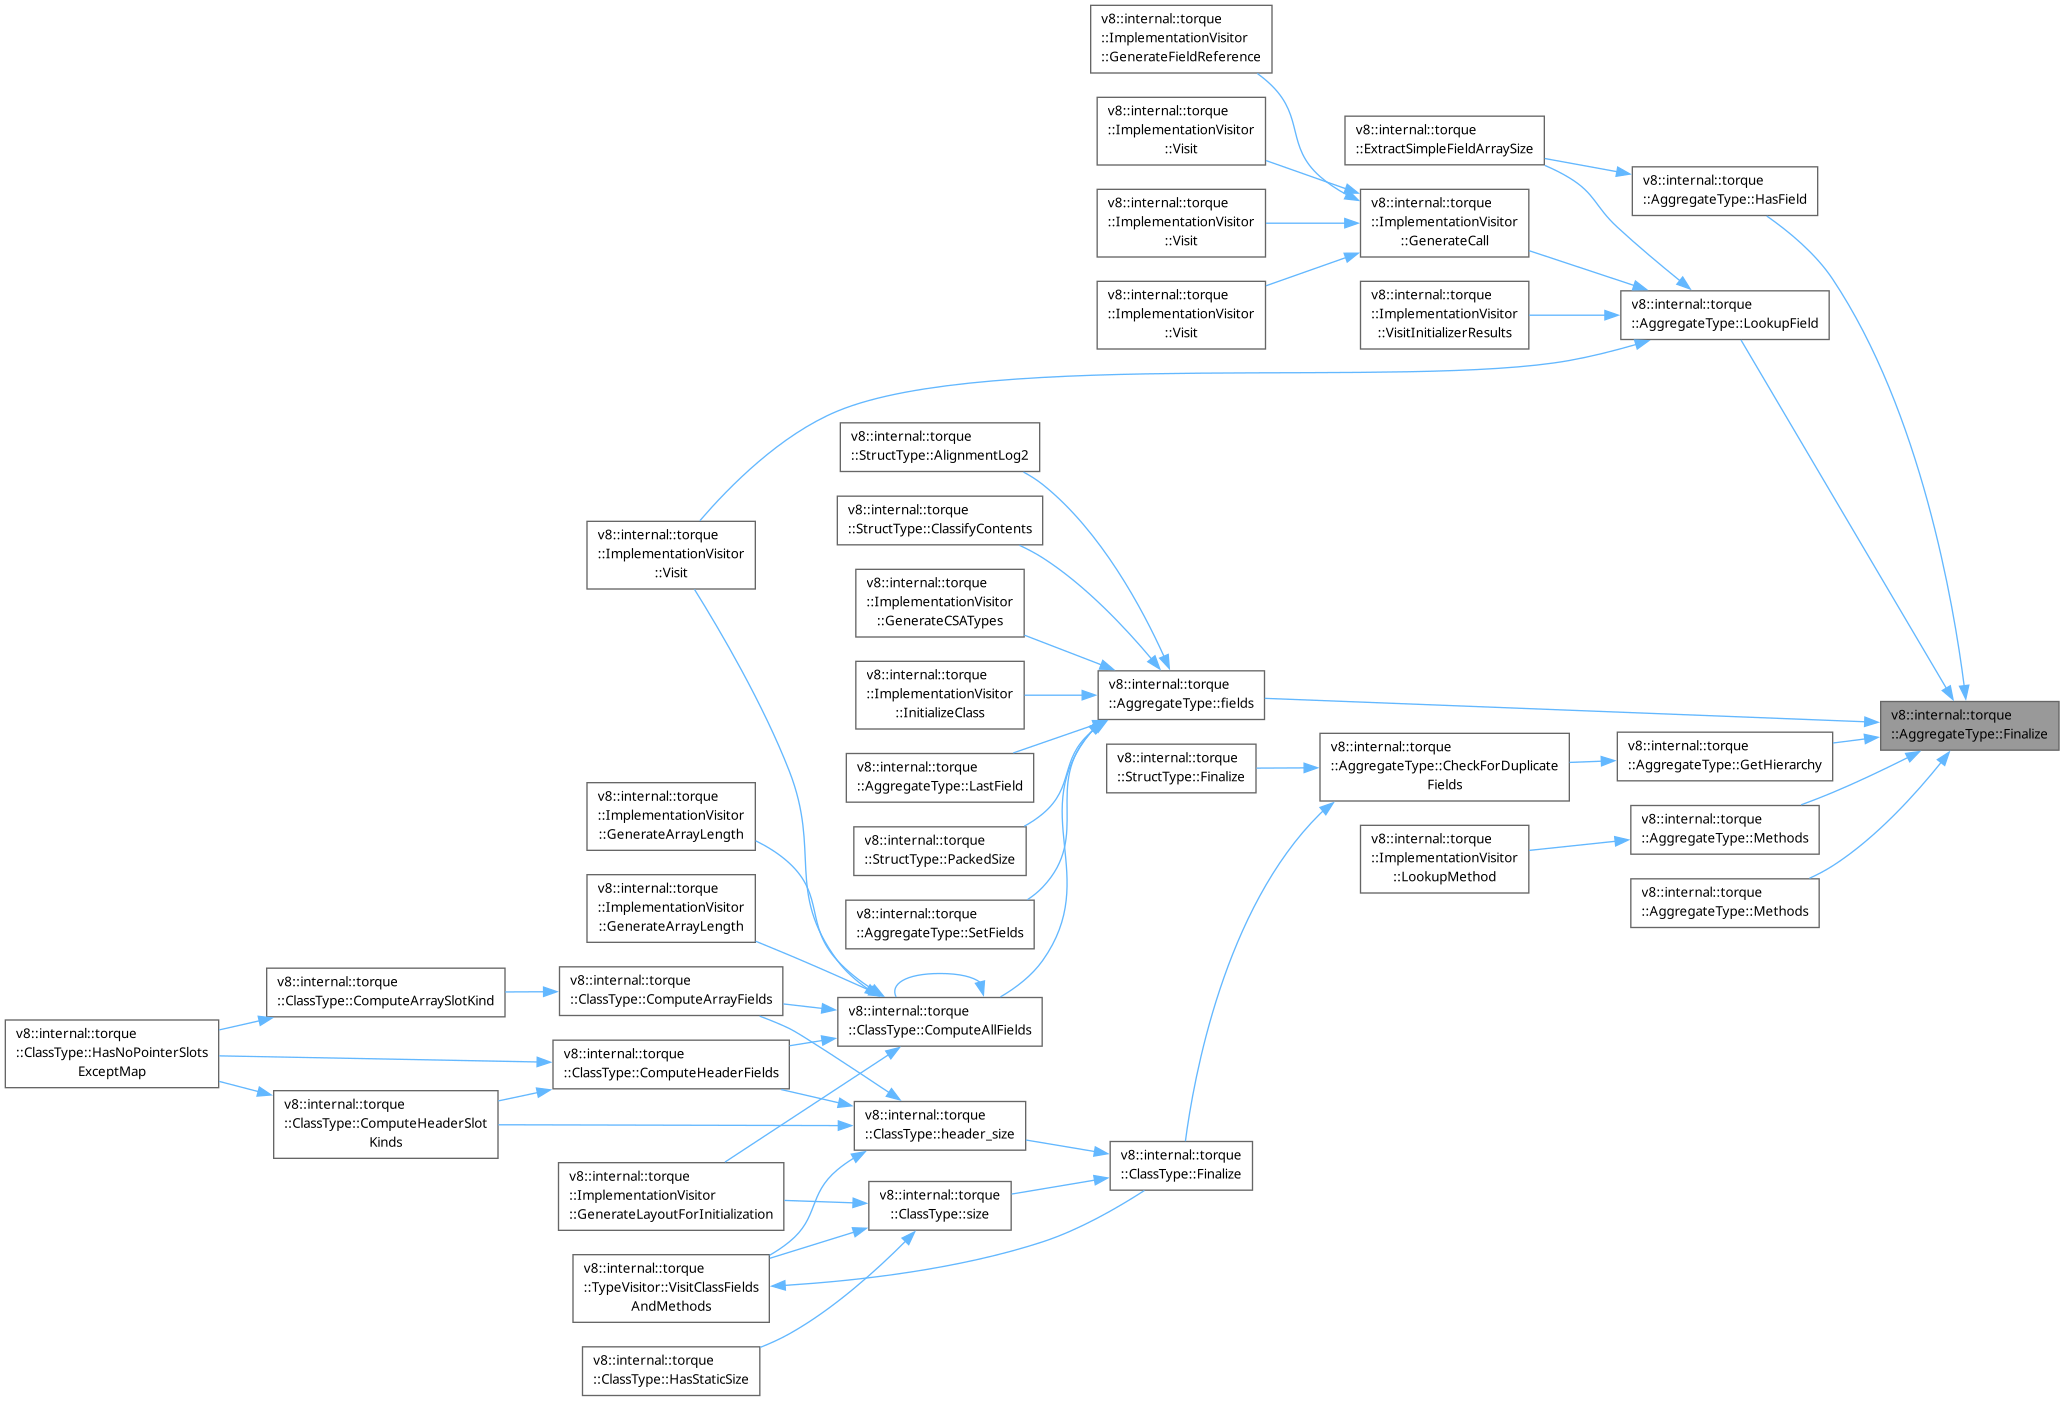 v8::internal::torque
::ImplementationVisitor
::GenerateFieldReference
v8::internal::torque
::ImplementationVisitor
::Visit
v8::internal::torque
::ExtractSimpleFieldArraySize
v8::internal::torque
::AggregateType::HasField
v8::internal::torque
::ImplementationVisitor
::Visit
v8::internal::torque
::ImplementationVisitor
::GenerateCall
v8::internal::torque
::ImplementationVisitor
::Visit
v8::internal::torque
::ImplementationVisitor
::VisitInitializerResults
v8::internal::torque
::AggregateType::LookupField
v8::internal::torque
::StructType::AlignmentLog2
v8::internal::torque
::StructType::ClassifyContents
v8::internal::torque
::ImplementationVisitor
::Visit
v8::internal::torque
::ImplementationVisitor
::GenerateCSATypes
v8::internal::torque
::ImplementationVisitor
::InitializeClass
v8::internal::torque
::AggregateType::fields
v8::internal::torque
::AggregateType::Finalize
v8::internal::torque
::AggregateType::LastField
v8::internal::torque
::StructType::Finalize
v8::internal::torque
::AggregateType::CheckForDuplicate
Fields
v8::internal::torque
::AggregateType::GetHierarchy
v8::internal::torque
::ImplementationVisitor
::GenerateArrayLength
v8::internal::torque
::StructType::PackedSize
v8::internal::torque
::ImplementationVisitor
::LookupMethod
v8::internal::torque
::AggregateType::Methods
v8::internal::torque
::ImplementationVisitor
::GenerateArrayLength
v8::internal::torque
::AggregateType::SetFields
v8::internal::torque
::AggregateType::Methods
v8::internal::torque
::ClassType::ComputeArraySlotKind
v8::internal::torque
::ClassType::ComputeArrayFields
v8::internal::torque
::ClassType::ComputeAllFields
v8::internal::torque
::ClassType::HasNoPointerSlots
ExceptMap
v8::internal::torque
::ClassType::ComputeHeaderFields
v8::internal::torque
::ClassType::ComputeHeaderSlot
Kinds
v8::internal::torque
::ClassType::header_size
v8::internal::torque
::ClassType::Finalize
v8::internal::torque
::ImplementationVisitor
::GenerateLayoutForInitialization
v8::internal::torque
::ClassType::size
v8::internal::torque
::TypeVisitor::VisitClassFields
AndMethods
v8::internal::torque
::ClassType::HasStaticSize